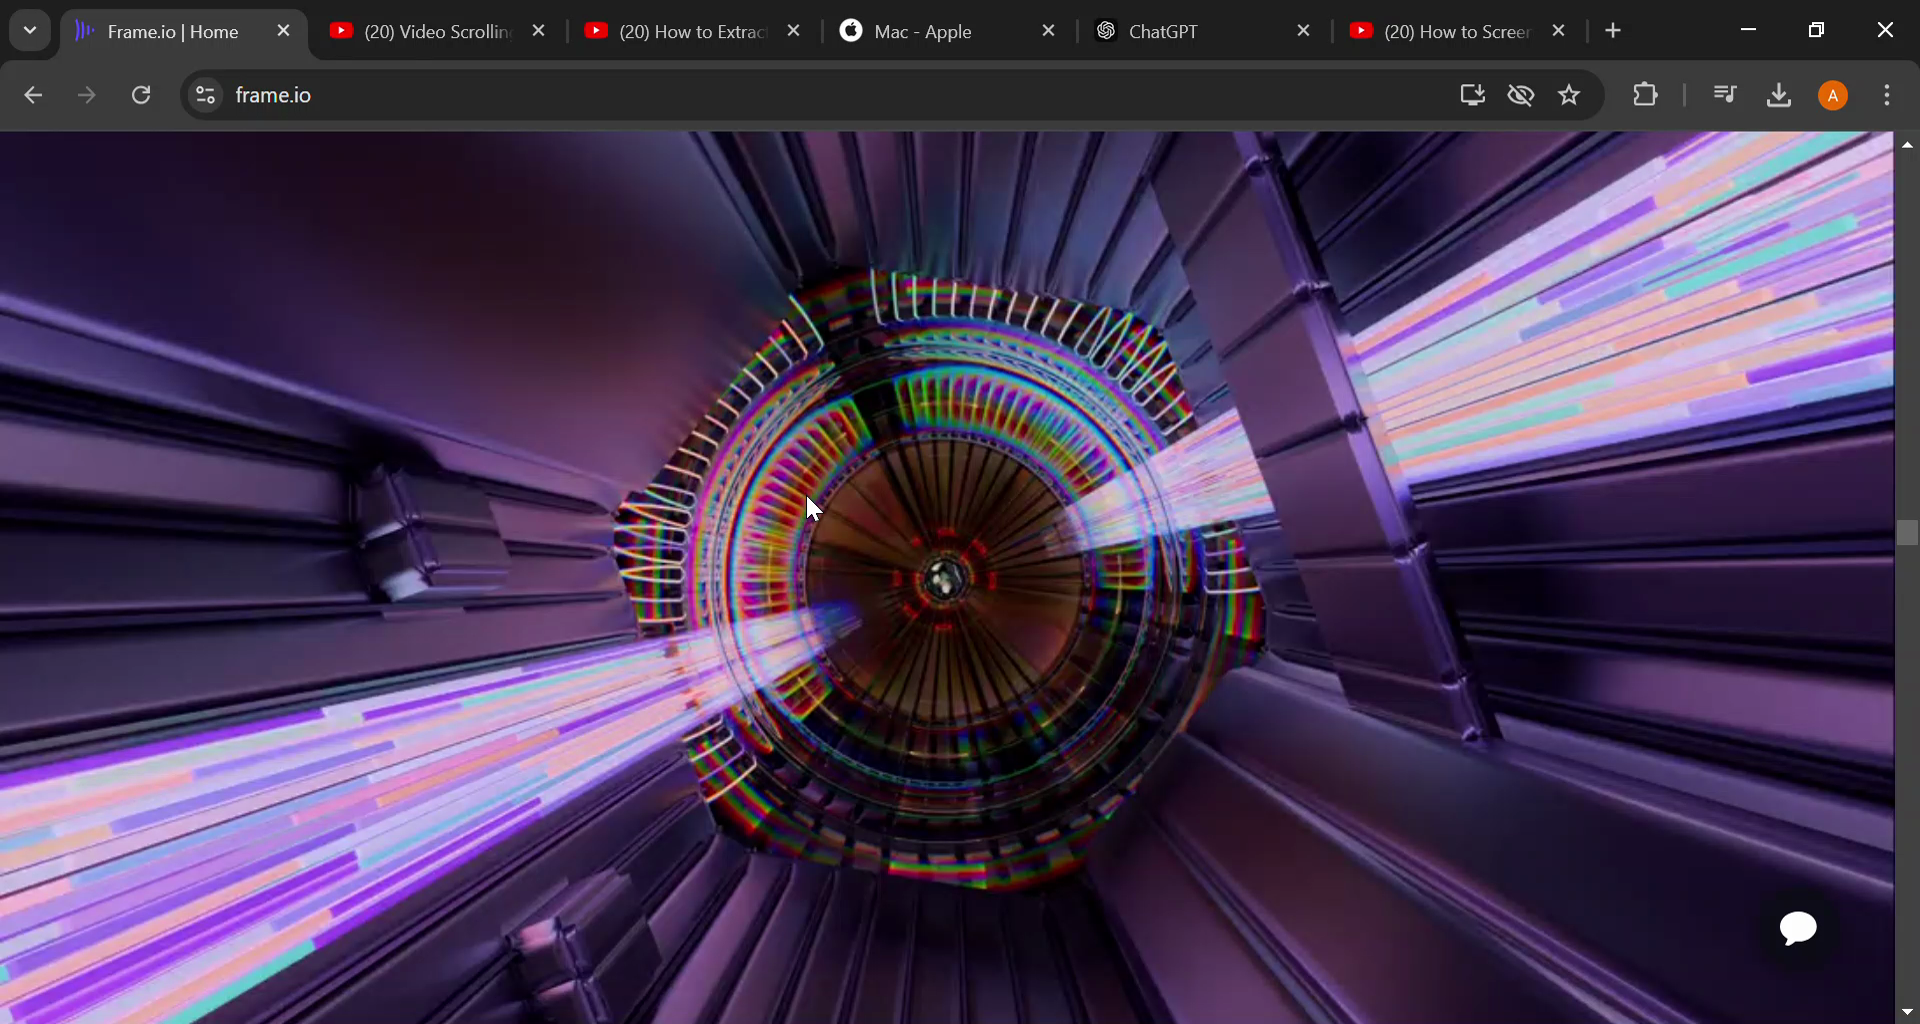 Frame.io | Home
(20) Video Scrollin
(20) How to Extrac
Mac - Apple
ChatGPT
(20) How to Screer
frame.io
A